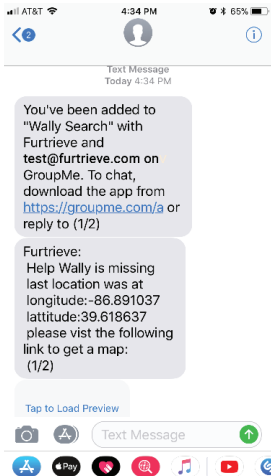 AT&T
4:34 PM
65%
2
Text Message
Today 4:34 PM
You've been added to
"Wally Search" with
Furtrieve and
test@furtrieve.com on
GroupMe. To chat,
download the app from
https://groupme.com/a or
reply to (1/2)
Furtrieve:
Help Wally is missing
last location was at
longitude:-86.891037
lattitude:39.618637
please vist the following
link to get a map:
(1/2)
Tap to Load Preview
Text Message
Pay